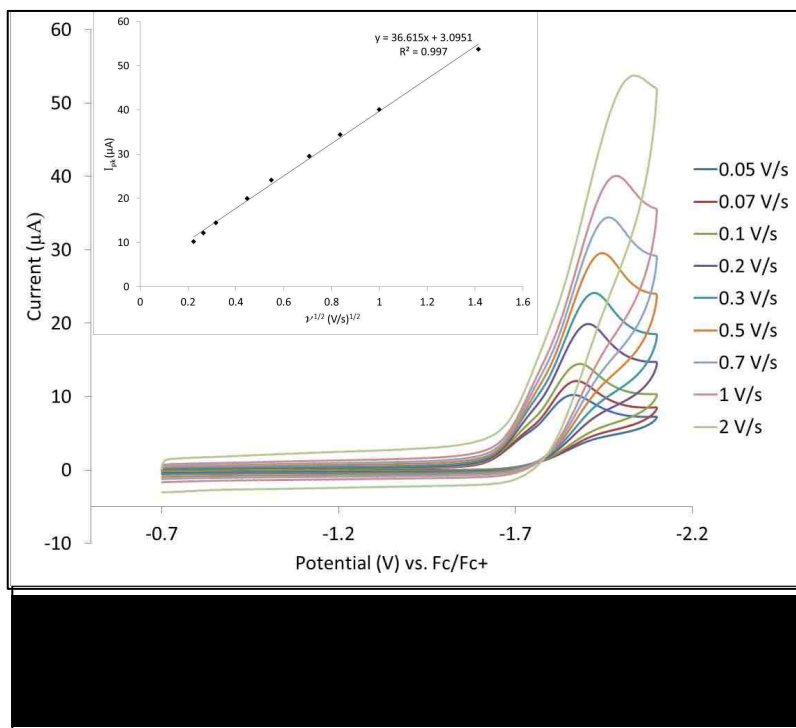 60
50
40
30
20
10
0
-10
Current (μA)
-0.7
-1.2
-1.7
-2.2
Potential (V) vs. Fc/Fc+
60
50
40
30
20
10
0
I_pk (μA)
y = 36.615x + 3.0951
R² = 0.997
0
0.2
0.4
0.6
0.8
1
1.2
1.4
1.6
𝜈^1/2 (V/s)^1/2
0.05 V/s
0.07 V/s
0.1 V/s
0.2 V/s
0.3 V/s
0.5 V/s
0.7 V/s
1 V/s
2 V/s